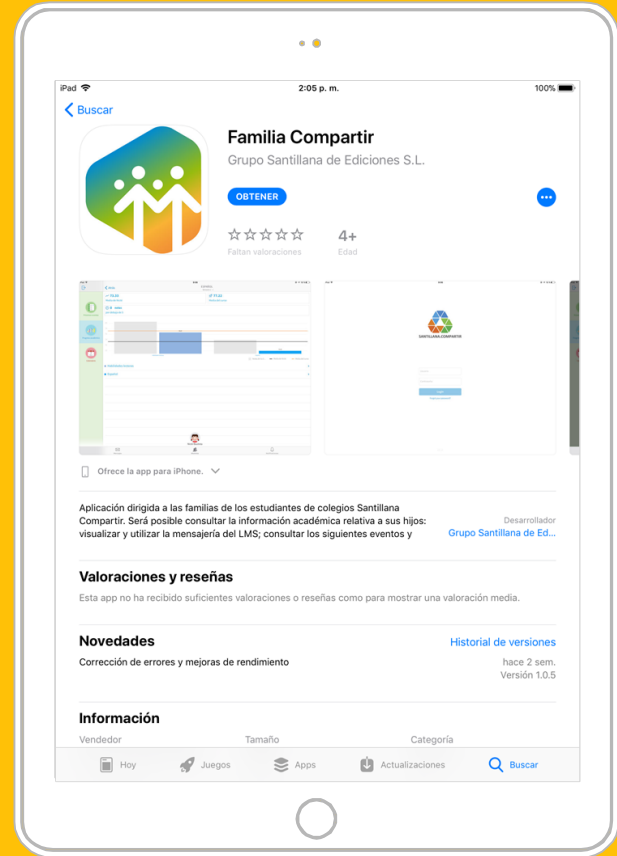 iPad
2:05 p. m.
100%
Buscar
Familia Compartir
Grupo Santillana de Ediciones S.L.
OBTENER
Faltan valoraciones
4+
Edad
SANTILLANA COMPARTIR
Ofrece la app para iPhone.
Aplicación dirigida a las familias de los estudiantes de colegios Santillana
Compartir. Será posible consultar la información académica relativa a sus hijos:
visualizar y utilizar la mensajería del LMS; consultar los siguientes eventos y
Desarrollador
Grupo Santillana de Ed...
Valoraciones y reseñas
Esta app no ha recibido suficientes valoraciones o reseñas como para mostrar una valoración media.
Novedades
Historial de versiones
Corrección de errores y mejoras de rendimiento
hace 2 sem.
Versión 1.0.5
Información
Vendedor
Tamaño
Categoría
Hoy
Juegos
Apps
Actualizaciones
Buscar